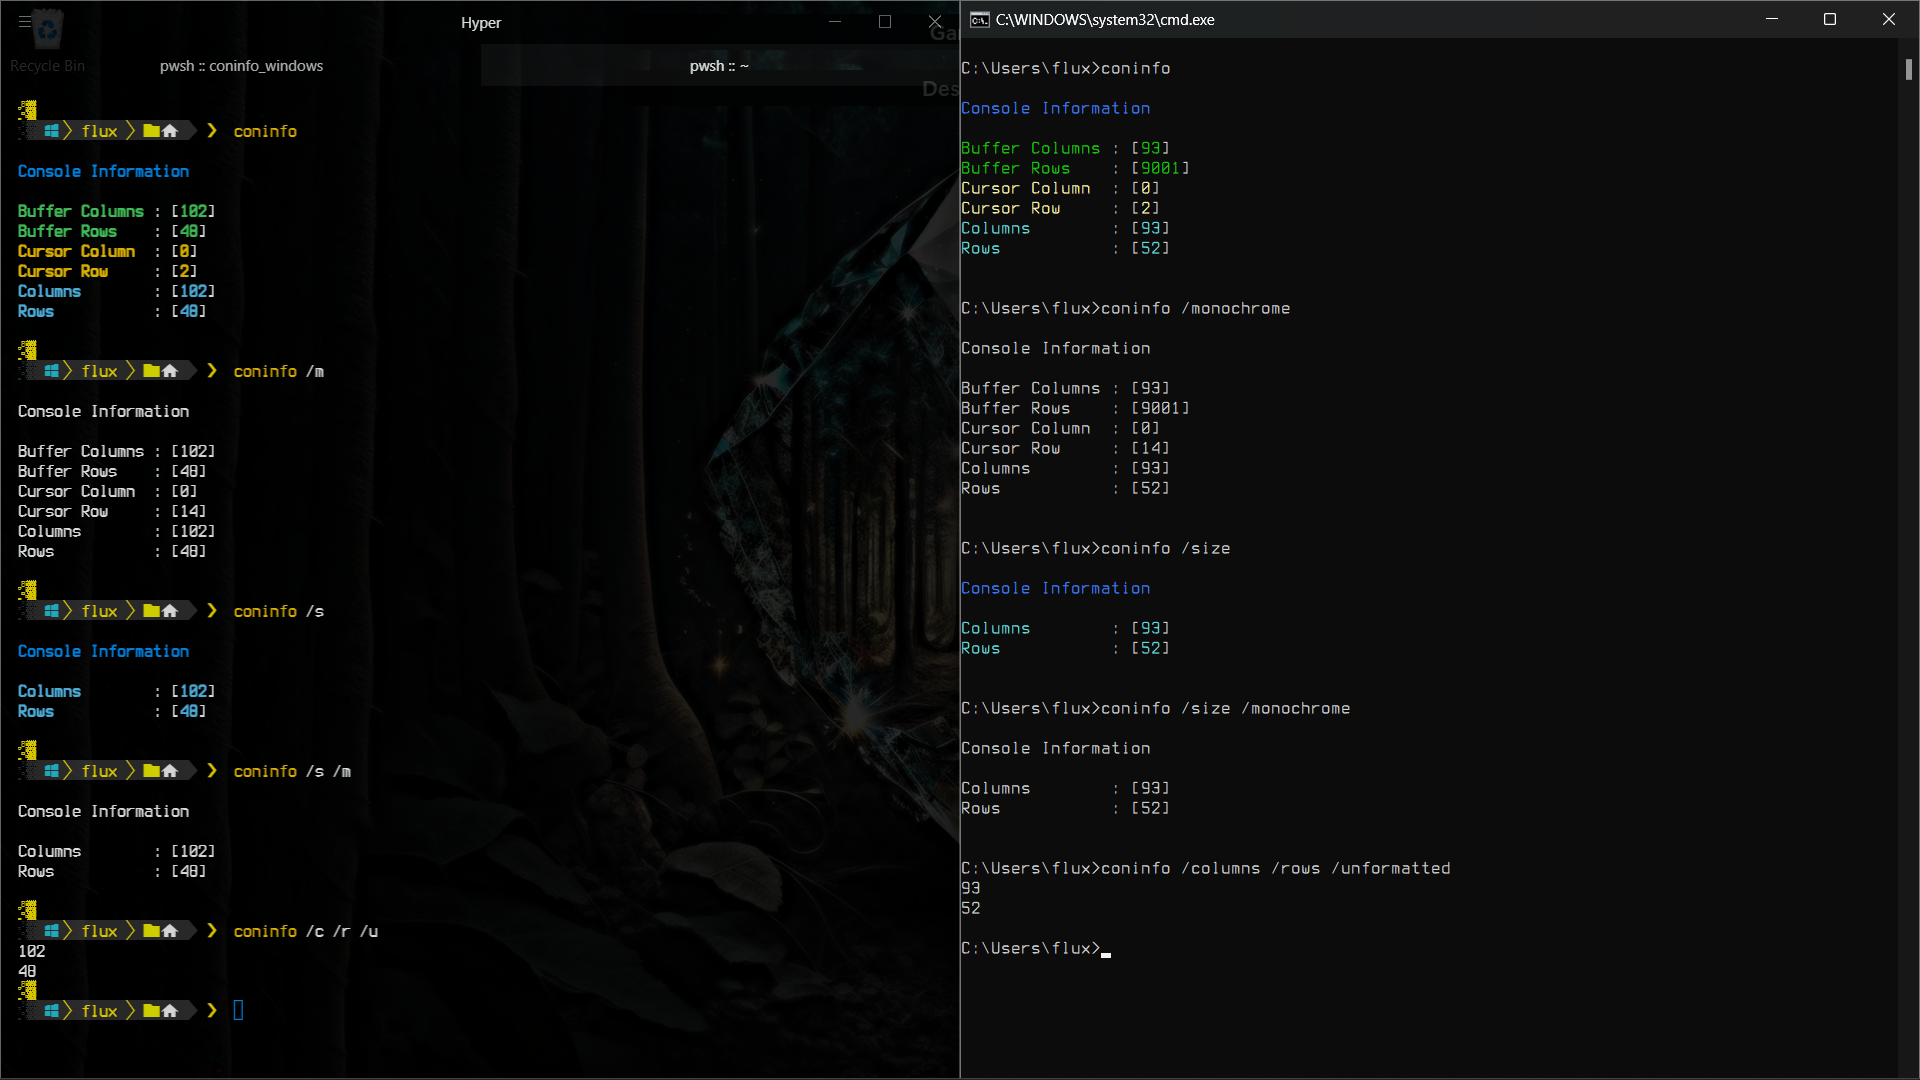 Hyper
Recycle Bin
pwsh :: coninfo_windows
pwsh :: ~
Ga
Des
flux ❯ coninfo
Console Information
Buffer Columns : [102]
Buffer Rows    : [48]
Cursor Column  : [0]
Cursor Row     : [2]
Columns        : [102]
Rows           : [48]
flux ❯ coninfo /m
Console Information
Buffer Columns : [102]
Buffer Rows    : [48]
Cursor Column  : [0]
Cursor Row     : [14]
Columns        : [102]
Rows           : [48]
flux ❯ coninfo /s
Console Information
Columns        : [102]
Rows           : [48]
flux ❯ coninfo /s /m
Console Information
Columns        : [102]
Rows           : [48]
flux ❯ coninfo /c /r /u
102
48
flux ❯
C:\WINDOWS\system32\cmd.exe
C:\Users\flux>coninfo
Console Information
Buffer Columns : [93]
Buffer Rows    : [9001]
Cursor Column  : [0]
Cursor Row     : [2]
Columns        : [93]
Rows           : [52]
C:\Users\flux>coninfo /monochrome
Console Information
Buffer Columns : [93]
Buffer Rows    : [9001]
Cursor Column  : [0]
Cursor Row     : [14]
Columns        : [93]
Rows           : [52]
C:\Users\flux>coninfo /size
Console Information
Columns        : [93]
Rows           : [52]
C:\Users\flux>coninfo /size /monochrome
Console Information
Columns        : [93]
Rows           : [52]
C:\Users\flux>coninfo /columns /rows /unformatted
93
52
C:\Users\flux>